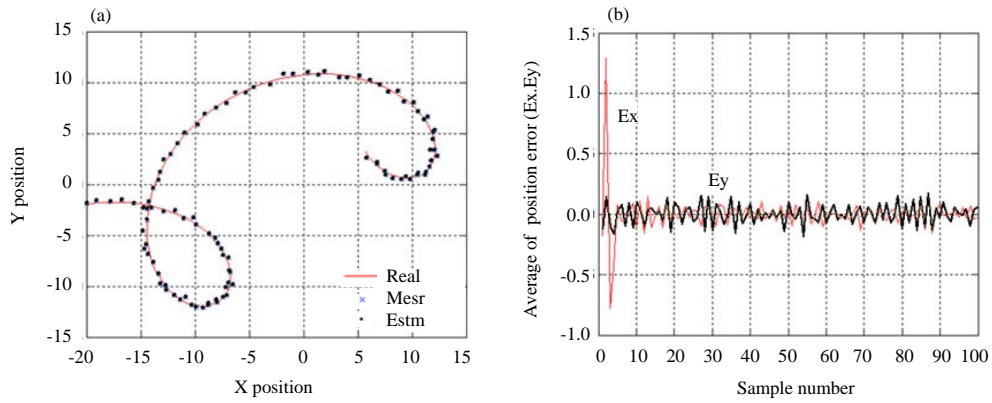 (a)
15
10
5
0
-5
-10
-15
Y position
-20 -15 -10 -5 0 5 10 15
X position
Real
Mesr
Estm
(b)
1.5
1.0
0.5
0.0
-0.5
-1.0
Average of position error (Ex.Ey)
Ex
Ey
0 10 20 30 40 50 60 70 80 90 100
Sample number